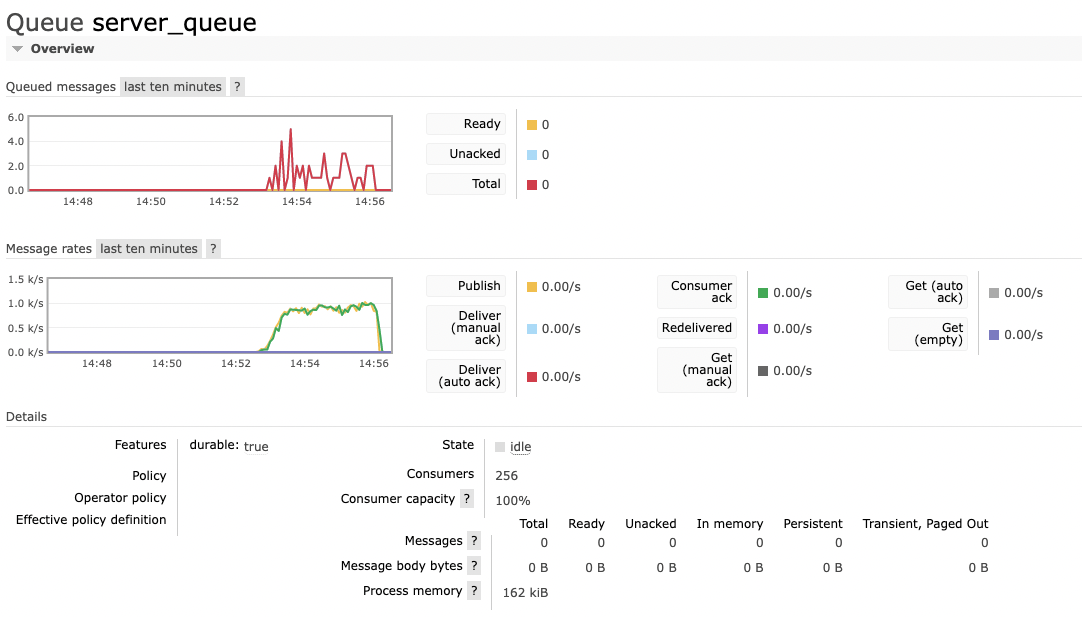 Queue server_queue
Overview
Queued messages last ten minutes ?
6.0
4.0
2.0
0.0
14:48 14:50 14:52 14:54 14:56
Ready 0
Unacked 0
Total 0
Message rates last ten minutes ?
1.5 k/s
1.0 k/s
0.5 k/s
0.0 k/s
14:48 14:50 14:52 14:54 14:56
Publish 0.00/s
Deliver
(manual
ack)
0.00/s
Deliver
(auto ack)
0.00/s
Consumer
ack
0.00/s
Redelivered 0.00/s
Get
(manual
ack)
0.00/s
Get (auto
ack)
0.00/s
Get
(empty)
0.00/s
Details
Features durable: true
Policy
Operator policy
Effective policy definition
State idle
Consumers 256
Consumer capacity ? 100%
Total Ready Unacked In memory Persistent Transient, Paged Out
Messages ? 0 0 0 0 0 0
Message body bytes ? 0 B 0 B 0 B 0 B 0 B 0 B
Process memory ? 162 kiB